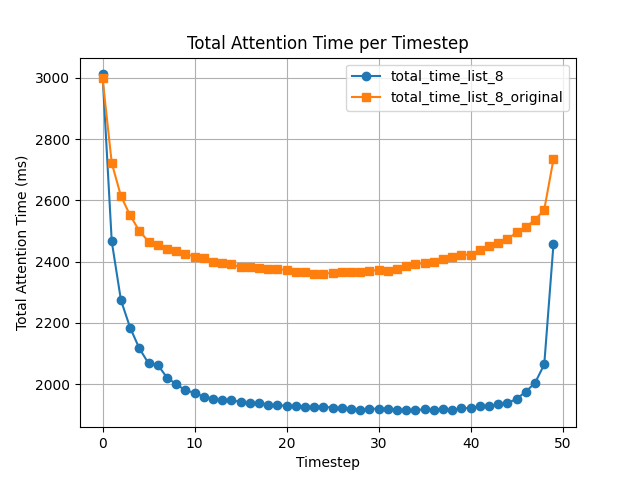 Total Attention Time per Timestep
total_time_list_8
total_time_list_8_original
Total Attention Time (ms)
3000
2800
2600
2400
2200
2000
0 10 20 30 40 50
Timestep